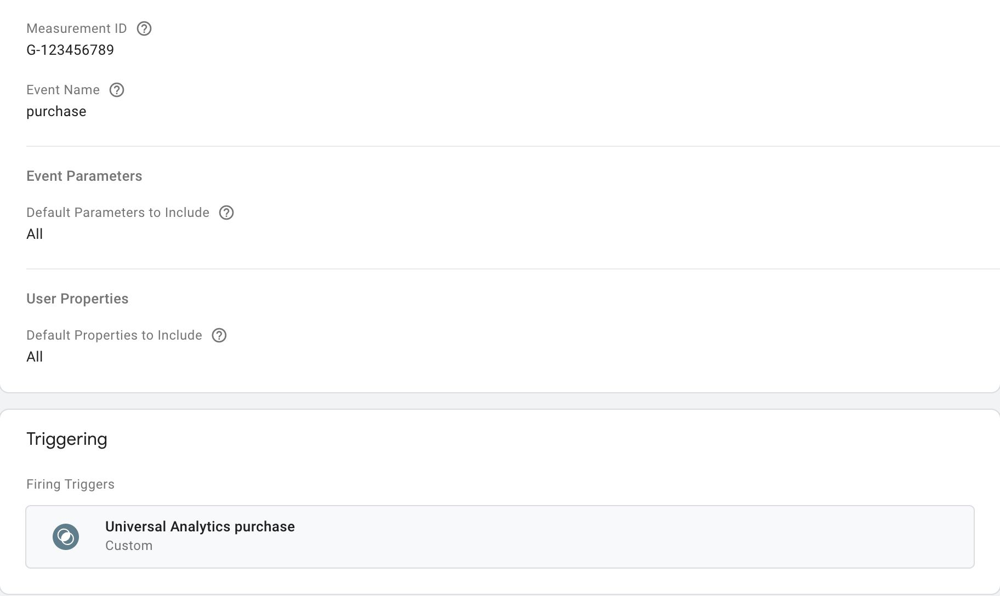 Measurement ID
G-123456789
Event Name
purchase
Event Parameters
Default Parameters to Include
All
User Properties
Default Properties to Include
All
Triggering
Firing Triggers
Universal Analytics purchase
Custom